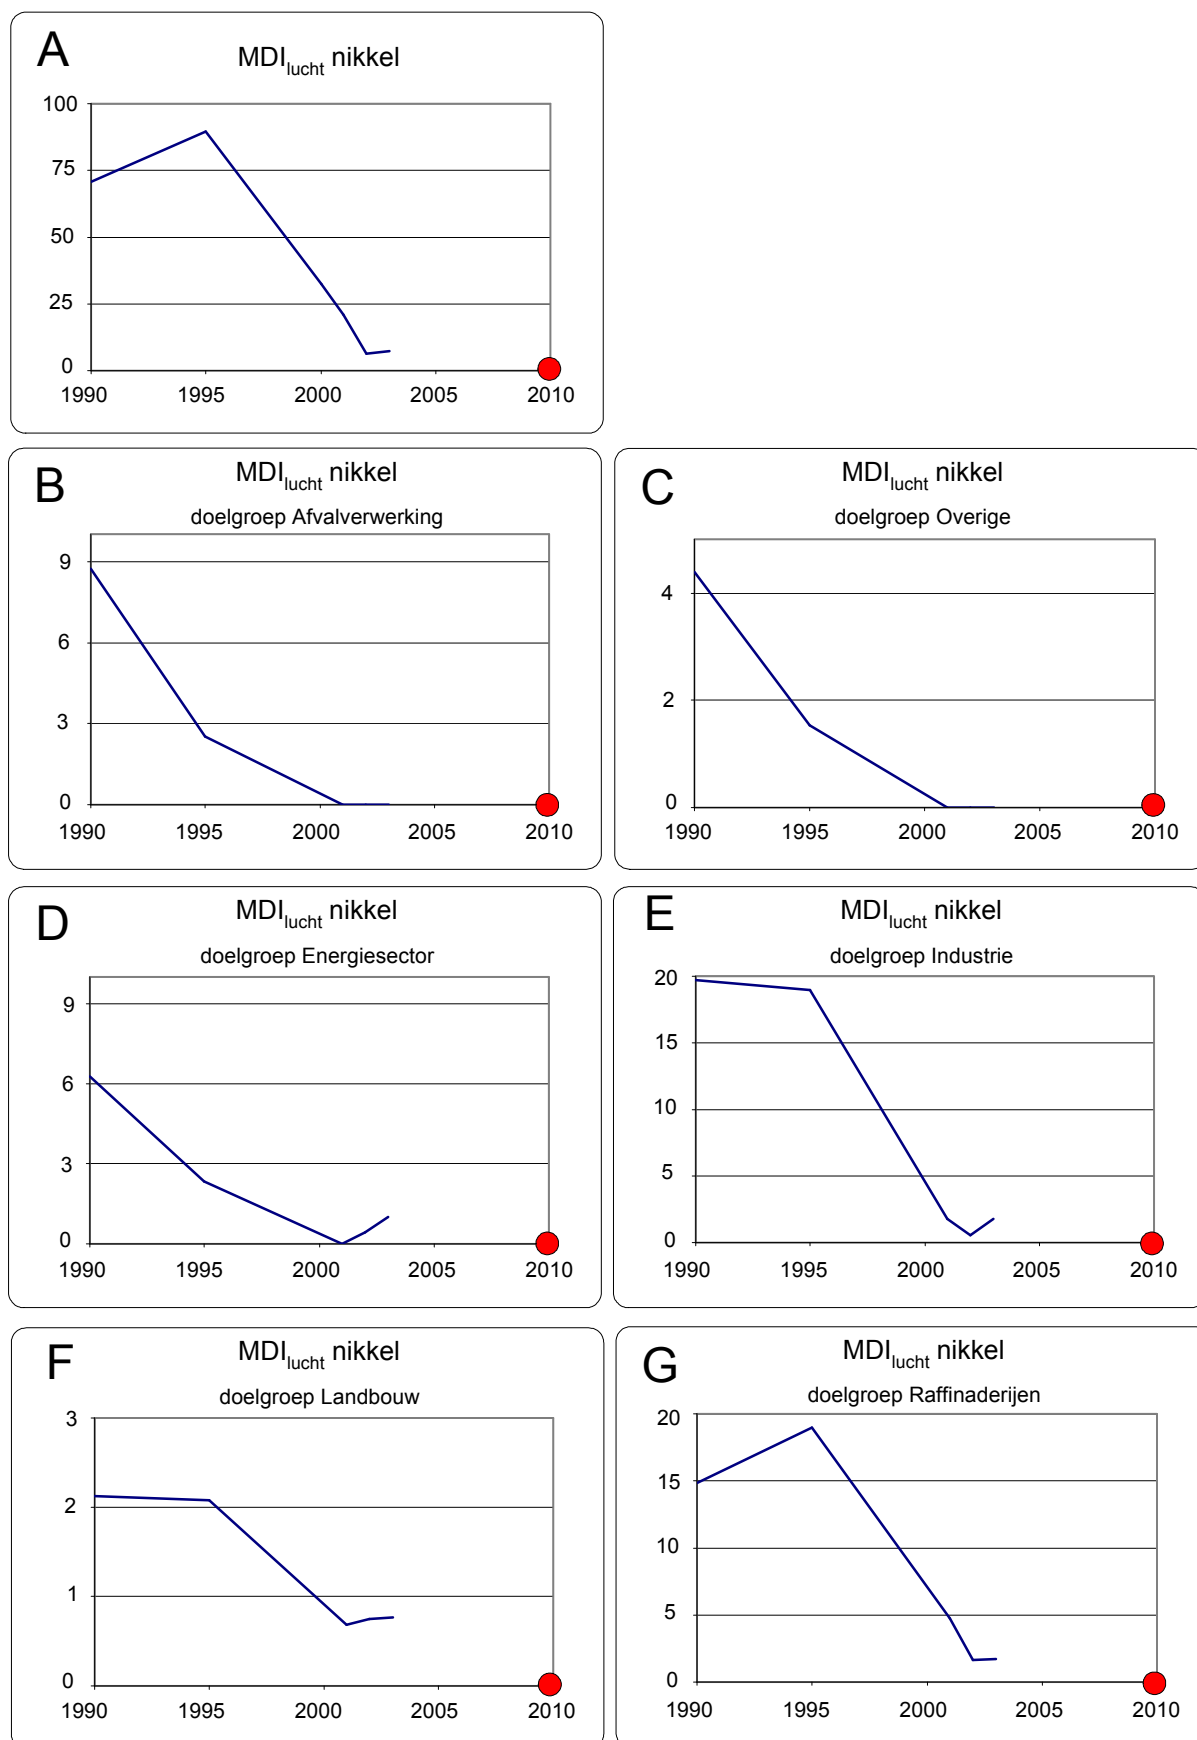 A
MDIlucht nikkel
100
75
50
25
0
1990 1995 2000 2005 2010
B
MDIlucht nikkel
doelgroep Afvalverwerking
9
6
3
0
1990 1995 2000 2005 2010
C
MDIlucht nikkel
doelgroep Overige
4
2
0
1990 1995 2000 2005 2010
D
MDIlucht nikkel
doelgroep Energiesector
9
6
3
0
1990 1995 2000 2005 2010
E
MDIlucht nikkel
doelgroep Industrie
20
15
10
5
0
1990 1995 2000 2005 2010
F
MDIlucht nikkel
doelgroep Landbouw
3
2
1
0
1990 1995 2000 2005 2010
G
MDIlucht nikkel
doelgroep Raffinaderijen
20
15
10
5
0
1990 1995 2000 2005 2010